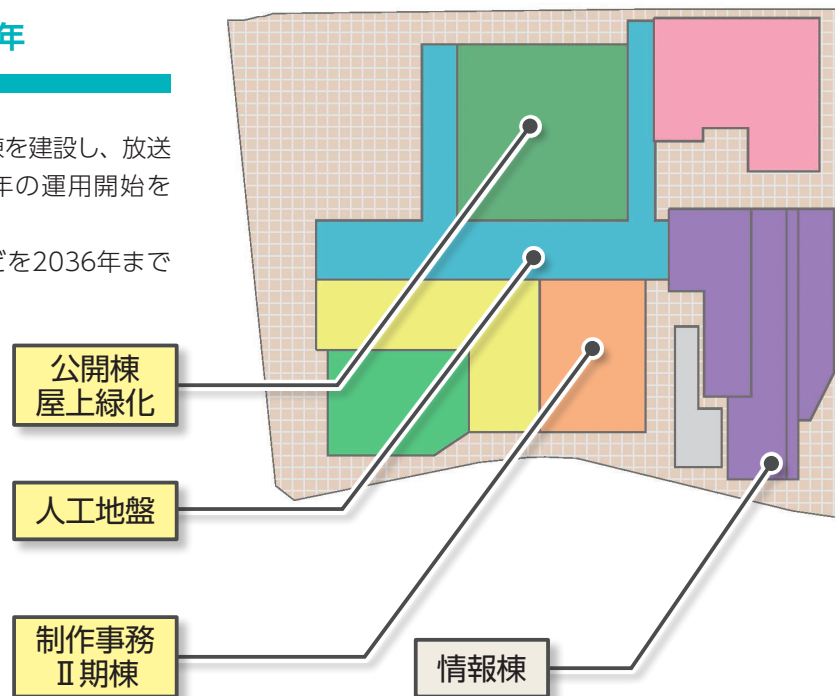 年
を建設し、放送
年の運用開始を
を2036年まで
公開棟
屋上緑化
人工地盤
制作事務
Ⅱ期棟
情報棟